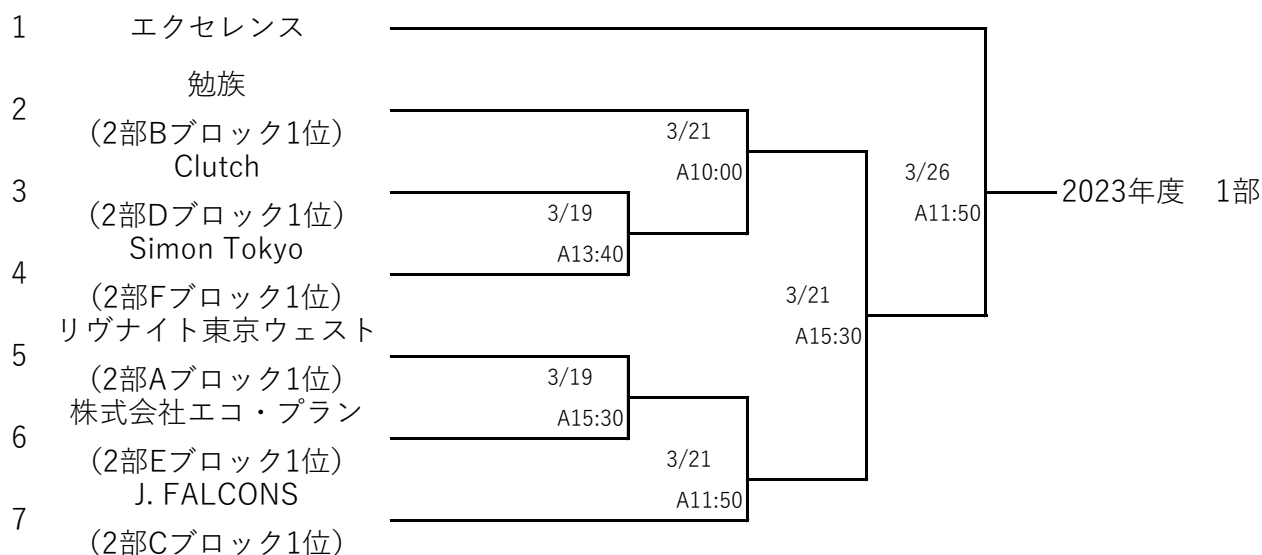 1 エクセレンス
勉族
2
（2部Bブロック1位）
3/21
Clutch
A10:00
3/26
3
2023年度　1部
（2部Dブロック1位）
3/19
A11:50
Simon Tokyo
A13:40
4
（2部Fブロック1位）
3/21
リヴナイト東京ウェスト
A15:30
5
（2部Aブロック1位）
3/19
株式会社エコ・プラン
A15:30
6
（2部Eブロック1位）
3/21
J. FALCONS
A11:50
7
（2部Cブロック1位）